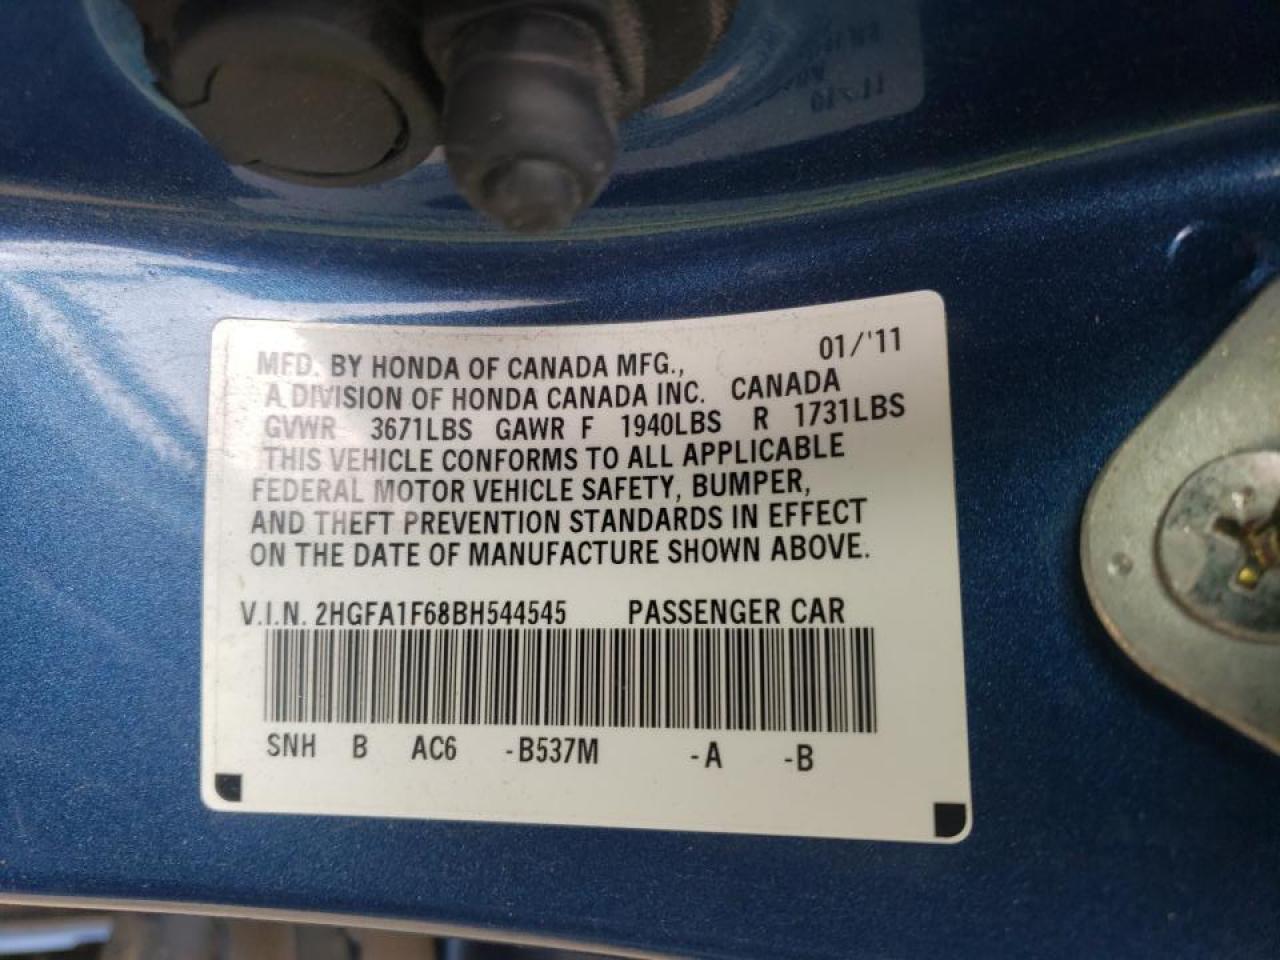 MFD. BY HONDA OF CANADA MFG., 01/'11
A DIVISION OF HONDA CANADA INC. CANADA
GVWR 3671LBS GAWR F 1940LBS R 1731LBS
THIS VEHICLE CONFORMS TO ALL APPLICABLE
FEDERAL MOTOR VEHICLE SAFETY, BUMPER,
AND THEFT PREVENTION STANDARDS IN EFFECT
ON THE DATE OF MANUFACTURE SHOWN ABOVE.
V.I.N. 2HGFA1F68BH544545 PASSENGER CAR
SNH B AC6 -B537M -A -B